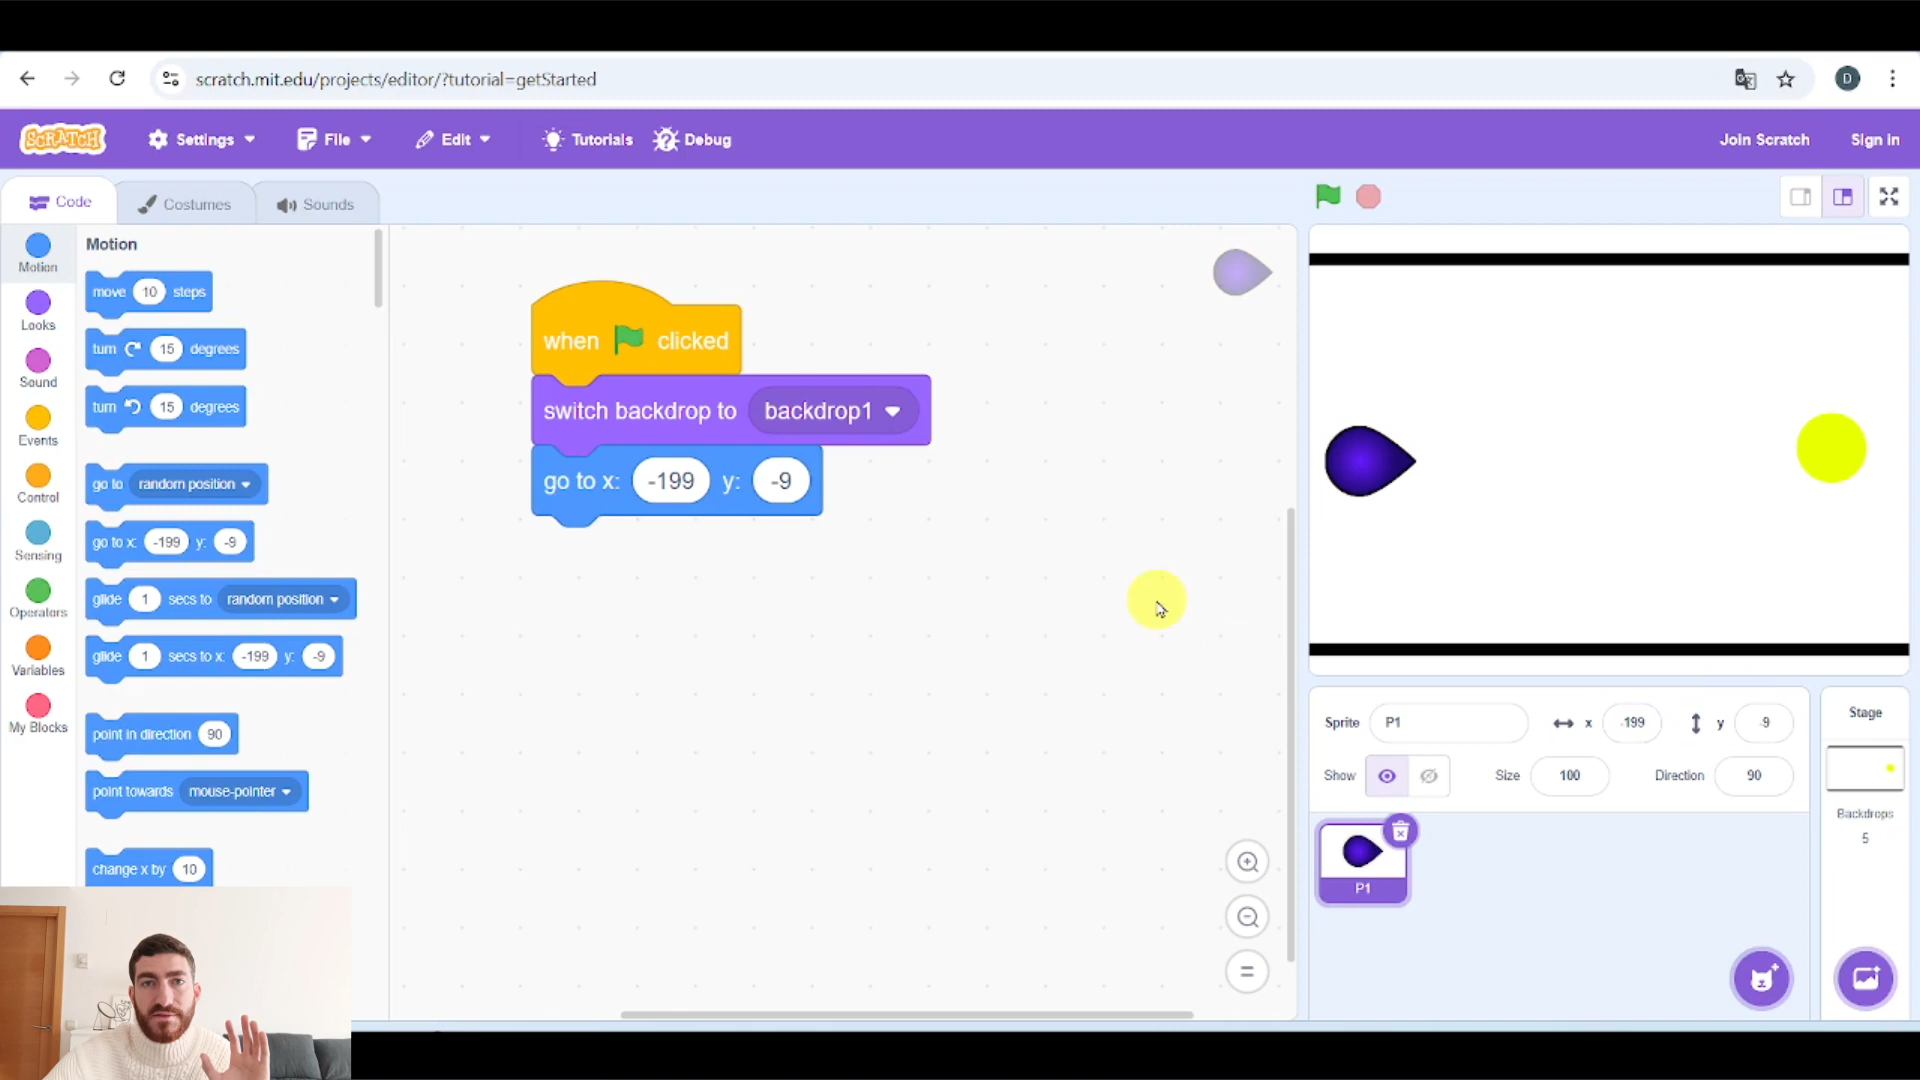 scratch.mit.edu/projects/editor/?tutorial=getStarted
D
SCRATCH
Settings
File
Edit
Tutorials
Debug
Join Scratch
Sign in
Code
Costumes
Sounds
Motion
Looks
Sound
Events
Control
Sensing
Operators
Variables
My Blocks
Motion
move 10 steps
turn 15 degrees
turn 15 degrees
go to random position
go to x: -199 y: -9
glide 1 secs to random position
glide 1 secs to x: -199 y: -9
point in direction 90
point towards mouse-pointer
change x by 10
when clicked
switch backdrop to backdrop1
go to x: -199 y: -9
Sprite P1 x -199 y -9
Show Size 100 Direction 90
P1
Stage
Backdrops
5